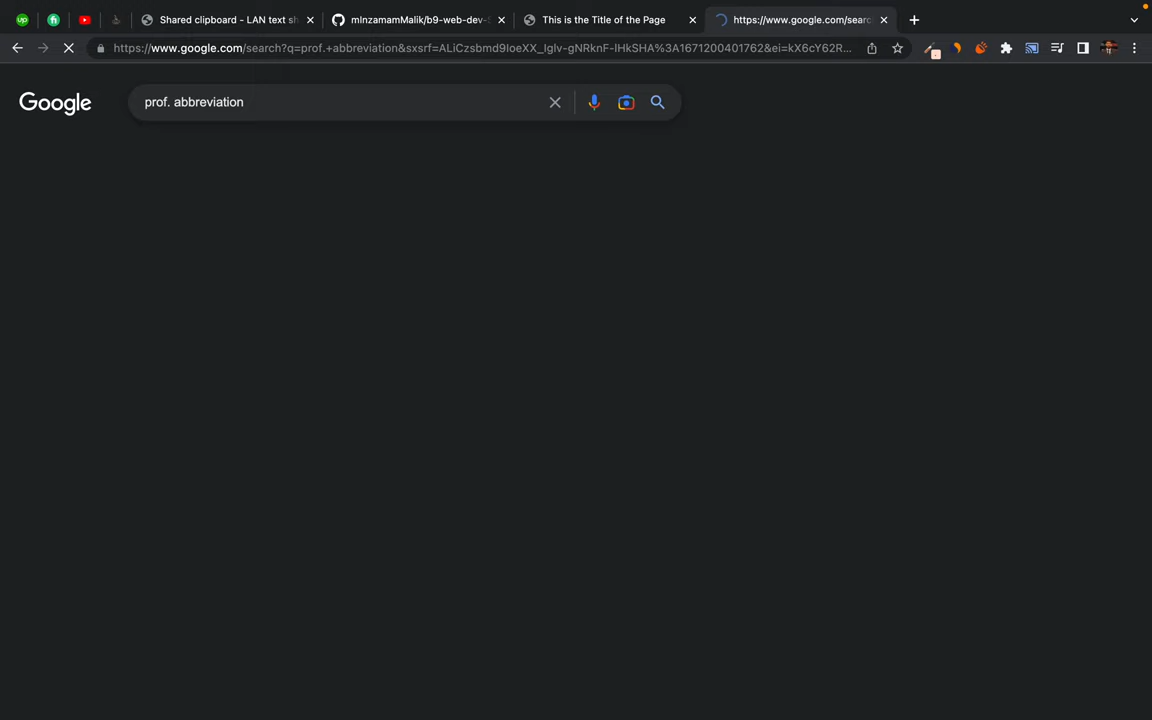 up
fi
Shared clipboard - LAN text sh
mInzamamMalik/b9-web-dev-
This is the Title of the Page
https://www.google.com/searc
https://www.google.com/search?q=prof.+abbreviation&sxsrf=ALiCzsbmd9IoeXX_Iglv-gNRknF-IHkSHA%3A1671200401762&ei=kX6cY62R...
Google
prof. abbreviation